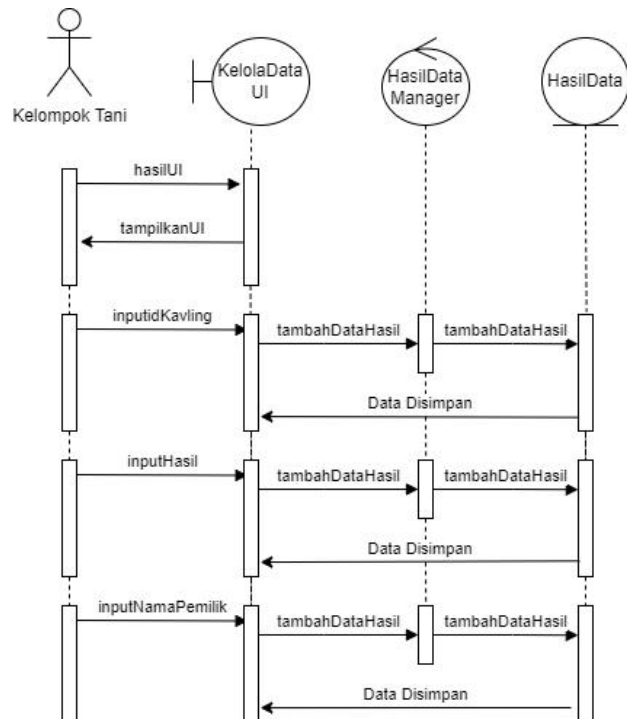 KelolaData
UI
HasilData
Manager
HasilData
Kelompok Tani
hasilUI
tampilkanUI
inputidKavling
tambahDataHasil
tambahDataHasil
Data Disimpan
inputHasil
tambahDataHasil
tambahDataHasil
Data Disimpan
inputNamaPemilik
tambahDataHasil
tambahDataHasil
Data Disimpan